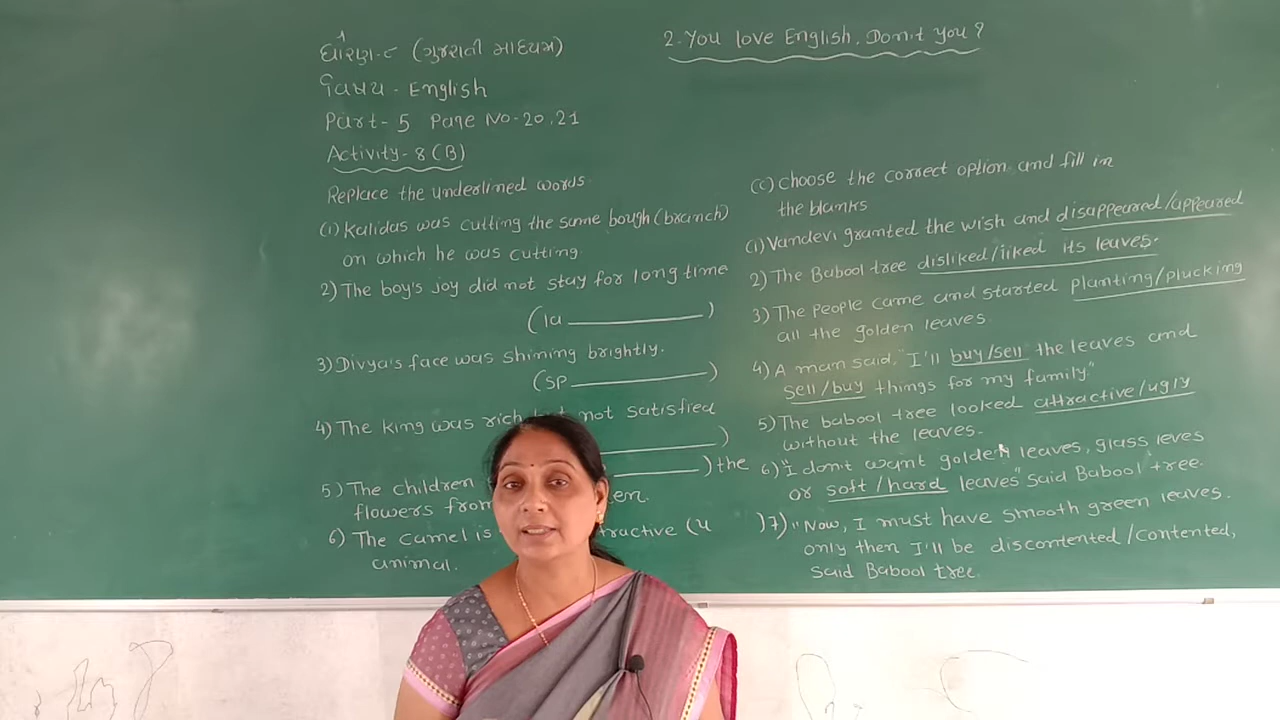 ધોરણ-૮ (ગુજરાતી માધ્યમ)
વિષય - English
Part-5 Page No-20,21
Activity-8(B)
Replace the underlined words
(1) Kalidas was cutting the same bough (branch)
on which he was cutting.
2) The boy's joy did not stay for long time
(la __________)
3) Divya's face was shining brightly.
(sp __________)
4) The king was rich but not satisfied
__________)
5) The children __________) the
flowers from
6) The camel is (u
animal.
2. You love English, Don't you?
(C) Choose the correct option and fill in
the blanks
(1) Vandevi granted the wish and disappeared/appeared
2) The Babool tree disliked/liked its leaves.
3) The People came and started planting/plucking
all the golden leaves
4) A man said, "I'll buy/sell the leaves and
sell/buy things for my family."
5) The babool tree looked attractive/ugly
without the leaves.
6) "I don't want golden leaves, glass leves
or soft/hard leaves" said Babool tree.
)7) "Now, I must have smooth green leaves.
only then I'll be discontented/contented,
said Babool tree.